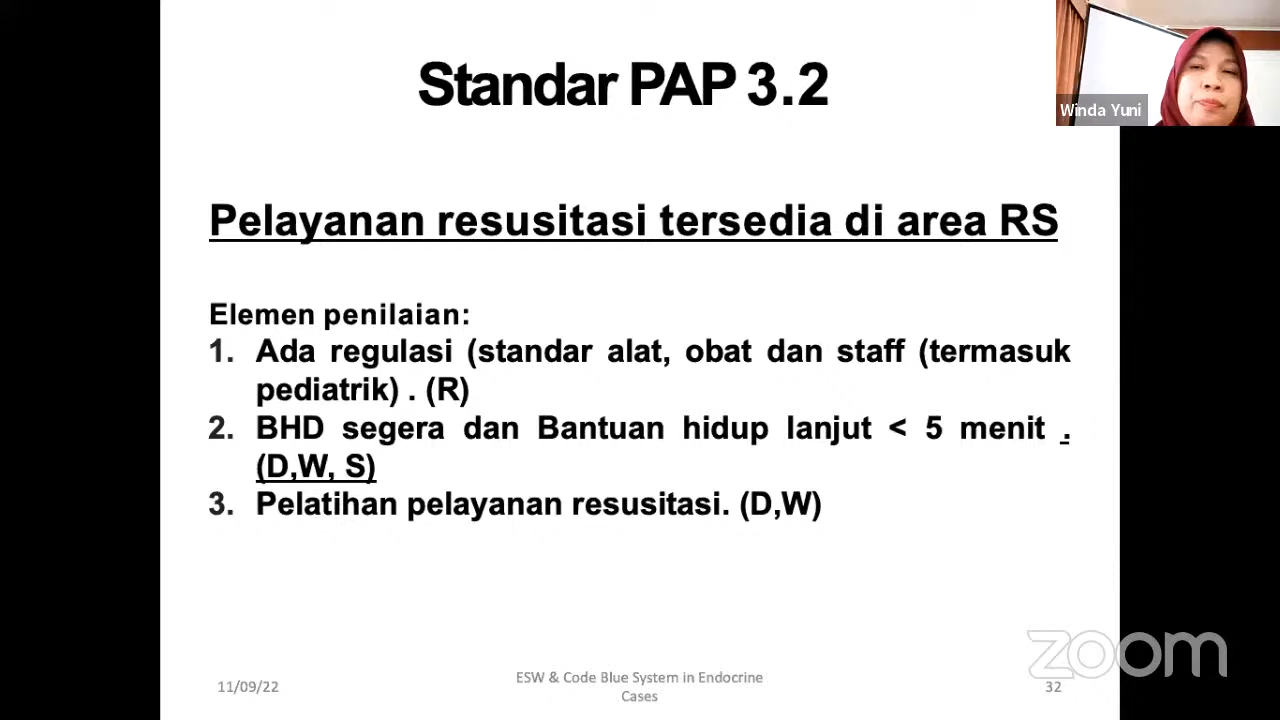 Standar PAP 3.2
Winda Yuni
Pelayanan resusitasi tersedia di area RS
Elemen penilaian:
1. Ada regulasi (standar alat, obat dan staff (termasuk
pediatrik) . (R)
2. BHD segera dan Bantuan hidup lanjut < 5 menit .
(D,W, S)
3. Pelatihan pelayanan resusitasi. (D,W)
zoom
11/09/22
ESW & Code Blue System in Endocrine
Cases
32